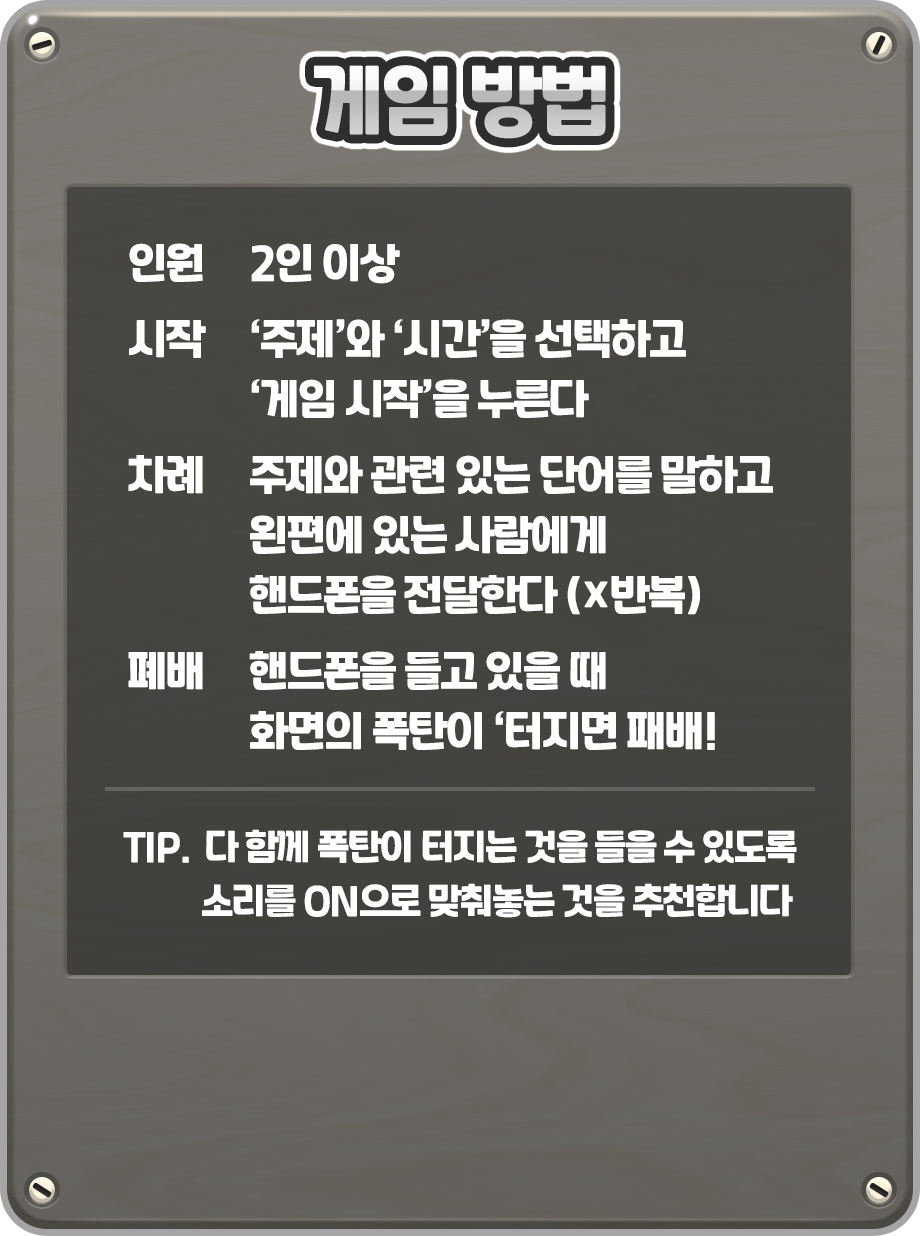 게임 방법
인원 2인 이상
시작 ‘주제’와 ‘시간’을 선택하고
‘게임 시작’을 누른다
차례 주제와 관련 있는 단어를 말하고
왼편에 있는 사람에게
핸드폰을 전달한다 (X반복)
폐배 핸드폰을 들고 있을 때
화면의 폭탄이 ‘터지면 패배!
TIP. 다 함께 폭탄이 터지는 것을 들을 수 있도록
소리를 ON으로 맞춰놓는 것을 추천합니다